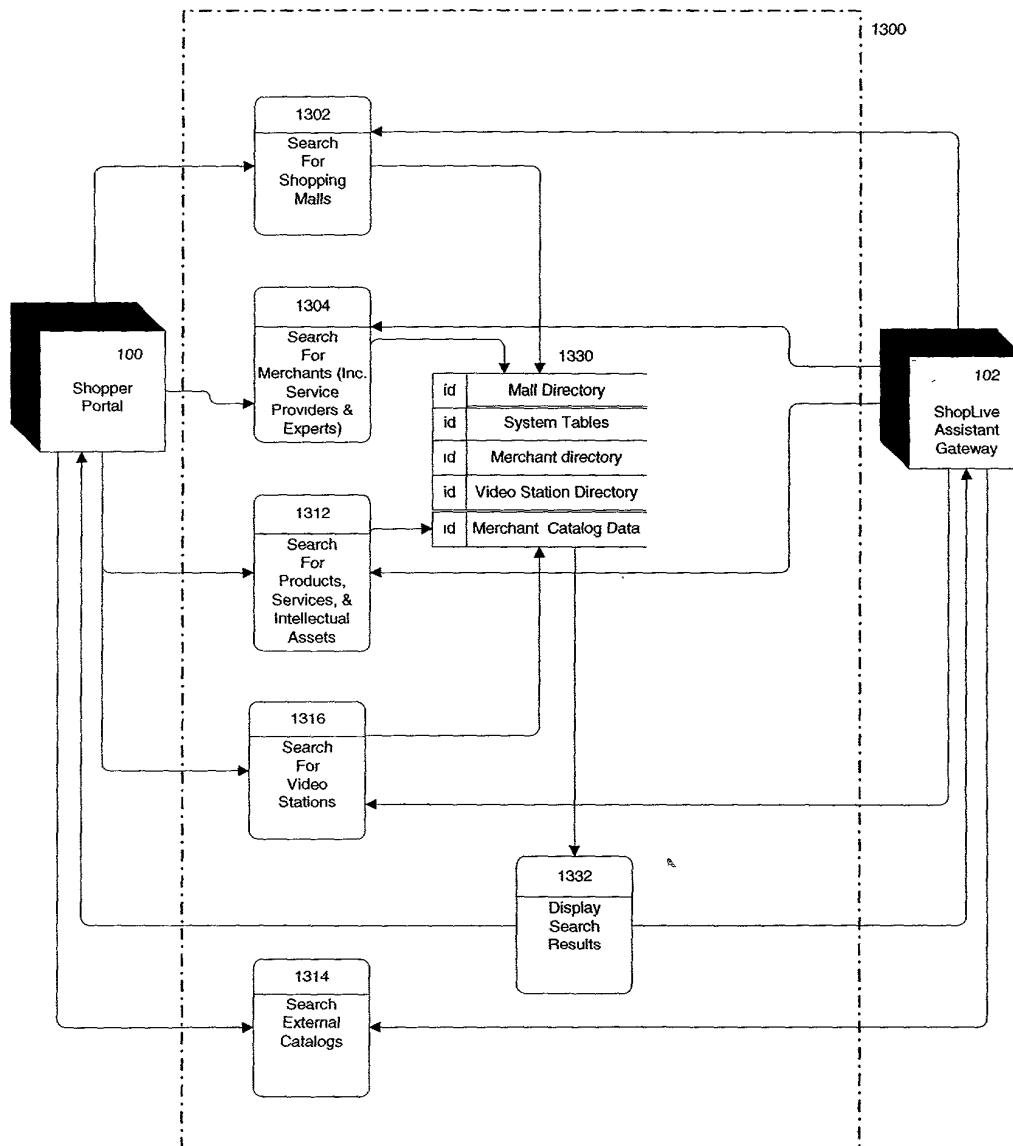 1300
1302
Search
For
Shopping
Malls
1304
Search
For
Merchants (Inc.
Service
Providers &
Experts)
100
Shopper
Portal
1330
id Mall Directory
id System Tables
id Merchant directory
id Video Station Directory
id Merchant Catalog Data
102
ShopLive
Assistant
Gateway
1312
Search
For
Products,
Services, &
Intellectual
Assets
1316
Search
For
Video
Stations
1332
Display
Search
Results
1314
Search
External
Catalogs